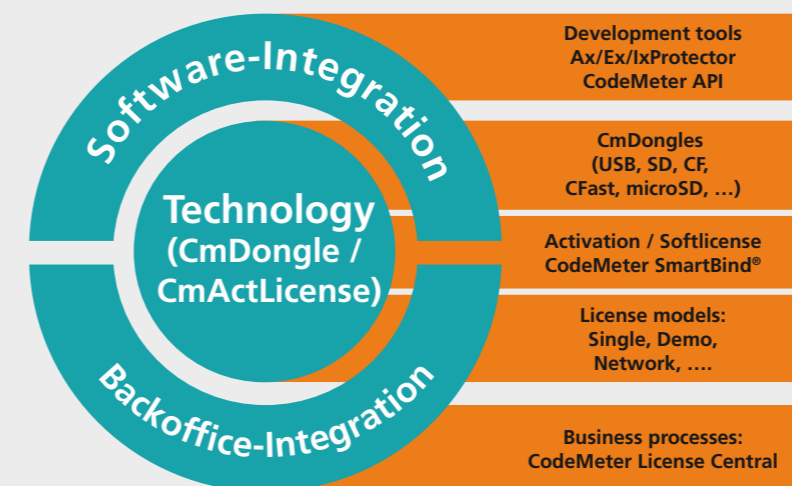 Software-Integration
Technology
(CmDongle /
CmActLicense)
Backoffice-Integration
Development tools
Ax/Ex/IxProtector
CodeMeter API
CmDongles
(USB, SD, CF,
CFast, microSD, …)
Activation / Softlicense
CodeMeter SmartBind®
License models:
Single, Demo,
Network, ….
Business processes:
CodeMeter License Central